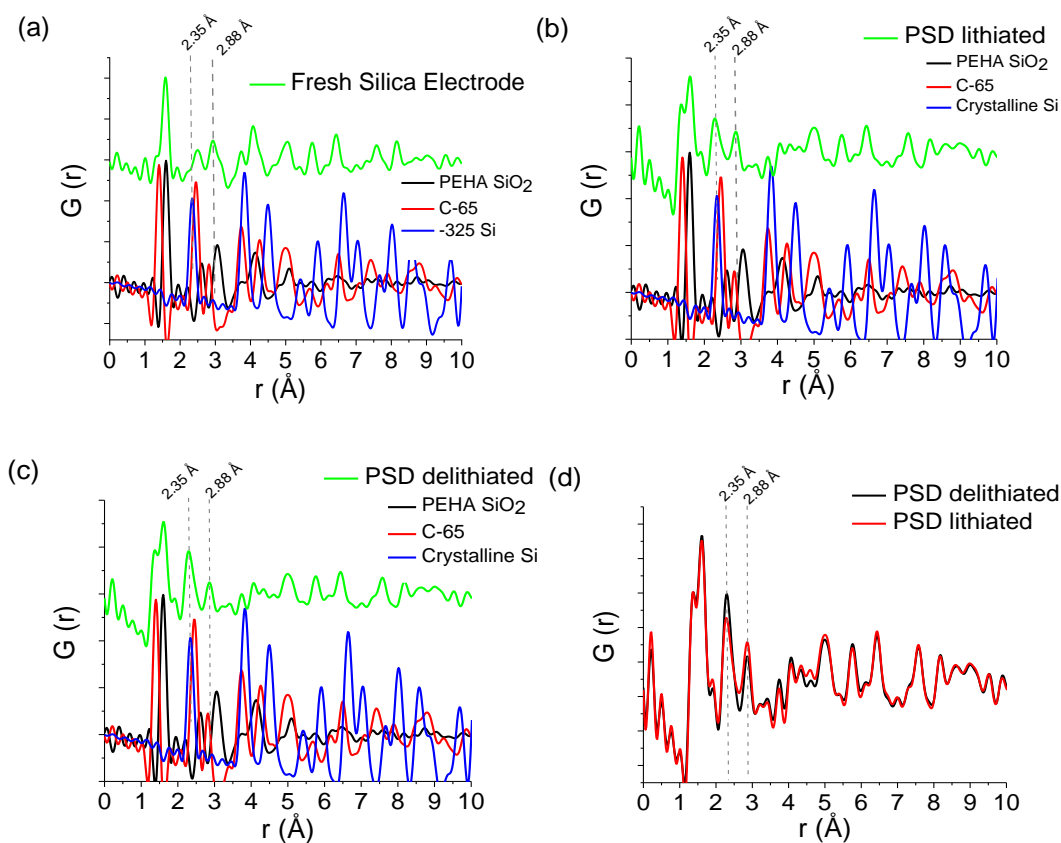 (a)
2.35 Å
2.88 Å
Fresh Silica Electrode
PEHA SiO₂
C-65
-325 Si
G (r)
0 1 2 3 4 5 6 7 8 9 10
r (Å)
(b)
2.35 Å
2.88 Å
PSD lithiated
PEHA SiO₂
C-65
Crystalline Si
G (r)
0 1 2 3 4 5 6 7 8 9 10
r (Å)
(c)
2.35 Å
2.88 Å
PSD delithiated
PEHA SiO₂
C-65
Crystalline Si
G (r)
0 1 2 3 4 5 6 7 8 9 10
r (Å)
(d)
2.35 Å
2.88 Å
PSD delithiated
PSD lithiated
G (r)
0 1 2 3 4 5 6 7 8 9 10
r (Å)